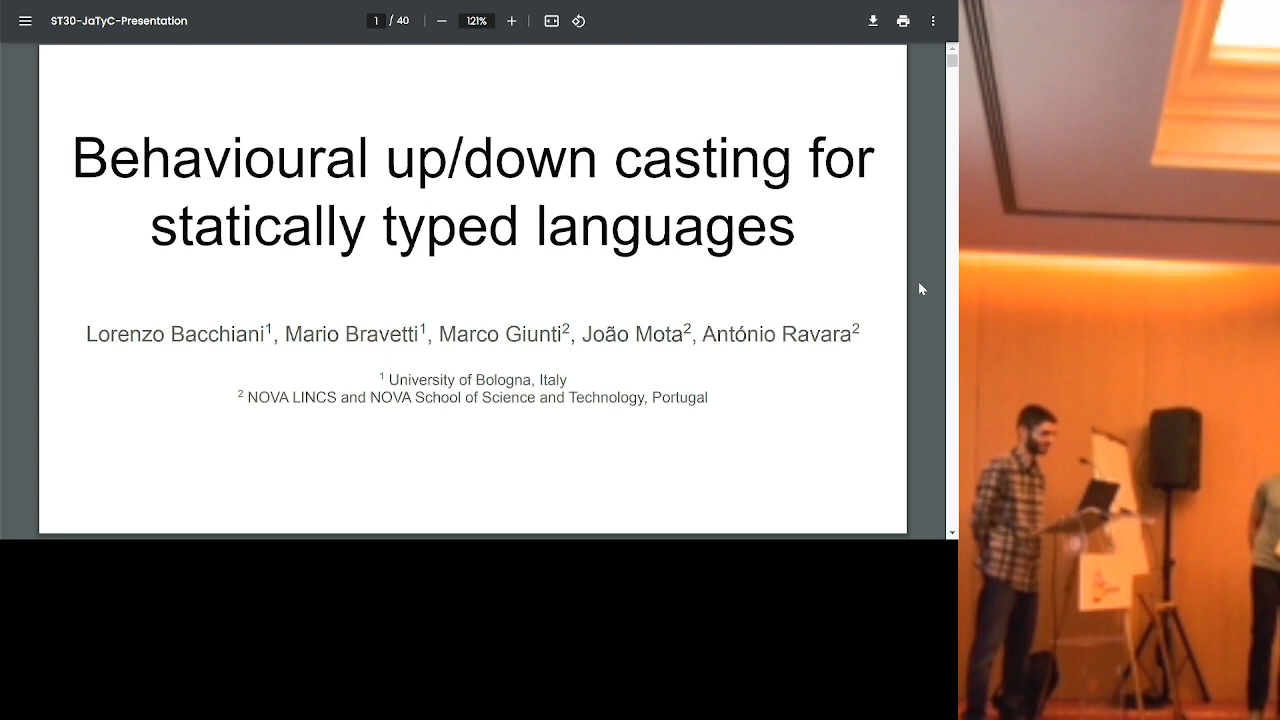 ST30-JaTyC-Presentation
1 / 40
121%
Behavioural up/down casting for
statically typed languages
Lorenzo Bacchiani1, Mario Bravetti1, Marco Giunti2, João Mota2, António Ravara2
1 University of Bologna, Italy
2 NOVA LINCS and NOVA School of Science and Technology, Portugal